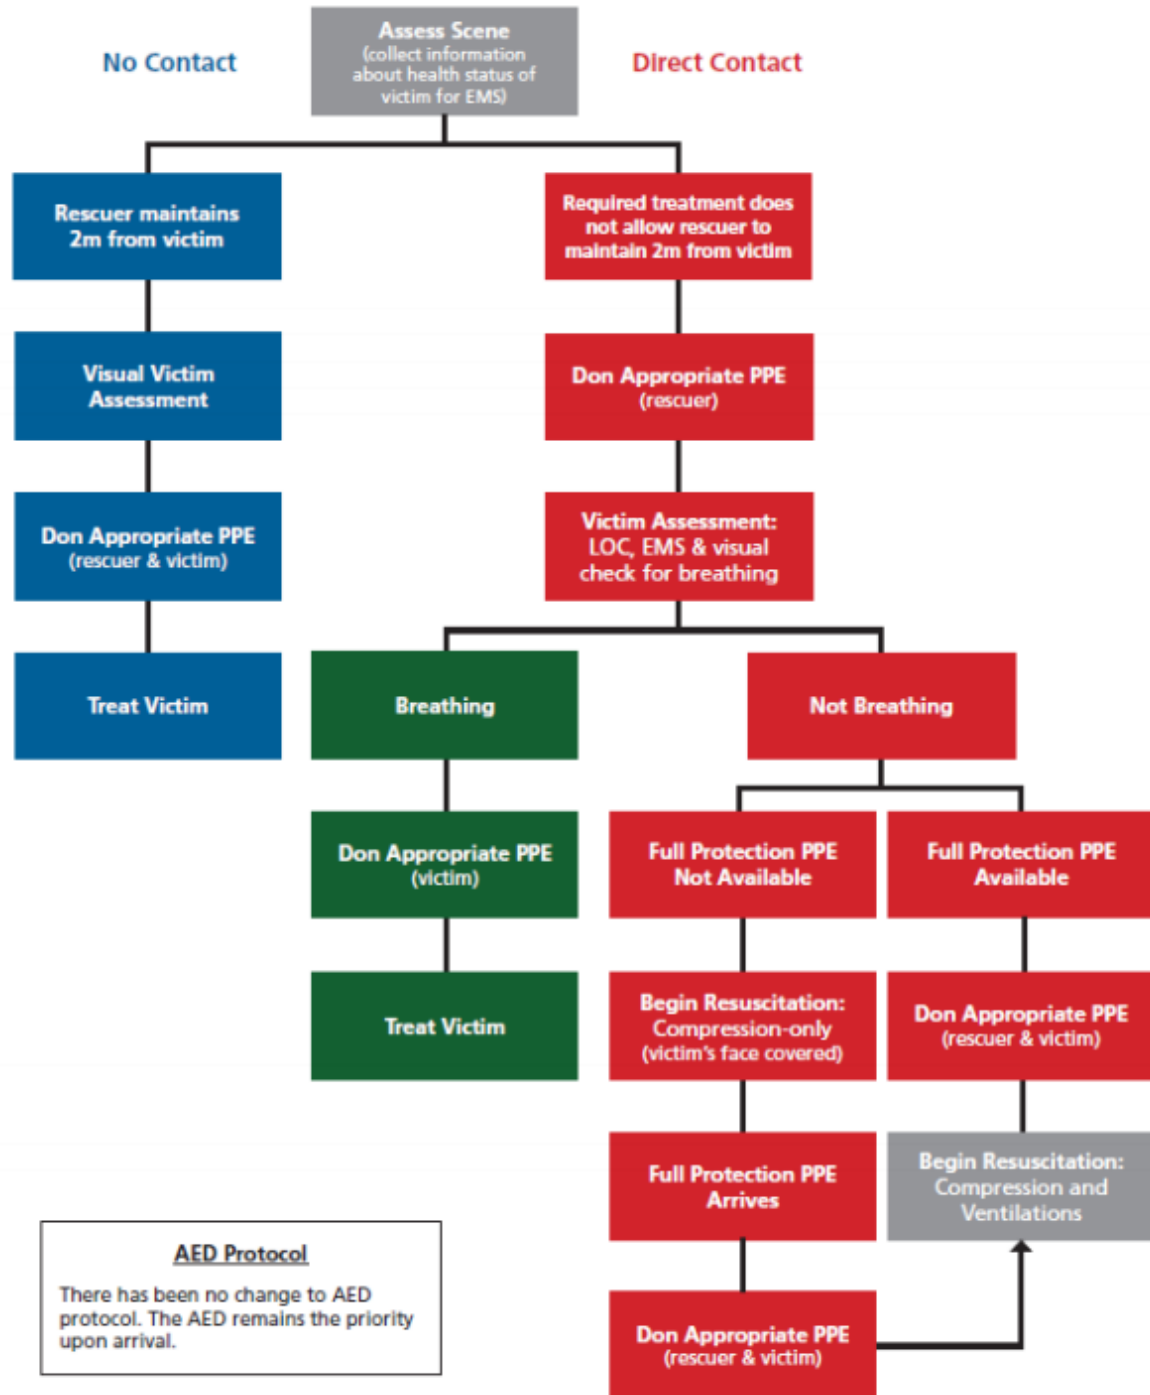 No Contact
Assess Scene
(collect information
about health status of
victim for EMS)
Direct Contact
Rescuer maintains
2m from victim
Required treatment does
not allow rescuer to
maintain 2m from victim
Visual Victim
Assessment
Don Appropriate PPE
(rescuer)
Don Appropriate PPE
(rescuer & victim)
Victim Assessment:
LOC, EMS & visual
check for breathing
Treat Victim
Breathing
Not Breathing
Don Appropriate PPE
(victim)
Full Protection PPE
Not Available
Full Protection PPE
Available
Treat Victim
Begin Resuscitation:
Compression-only
(victim's face covered)
Don Appropriate PPE
(rescuer & victim)
Full Protection PPE
Arrives
Begin Resuscitation:
Compression and
Ventilations
AED Protocol
There has been no change to AED
protocol. The AED remains the priority
upon arrival.
Don Appropriate PPE
(rescuer & victim)